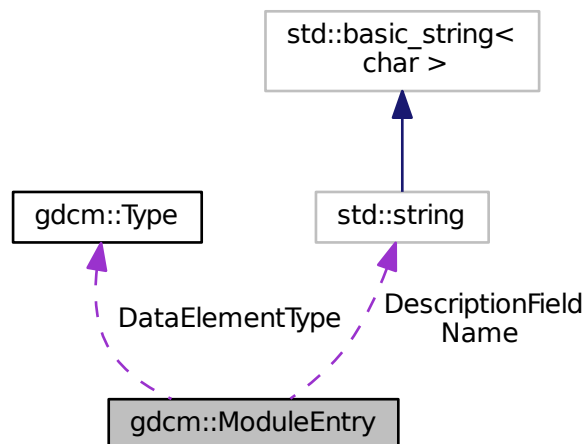 std::basic_string<
char >
gdcm::Type
std::string
DataElementType
DescriptionField
Name
gdcm::ModuleEntry